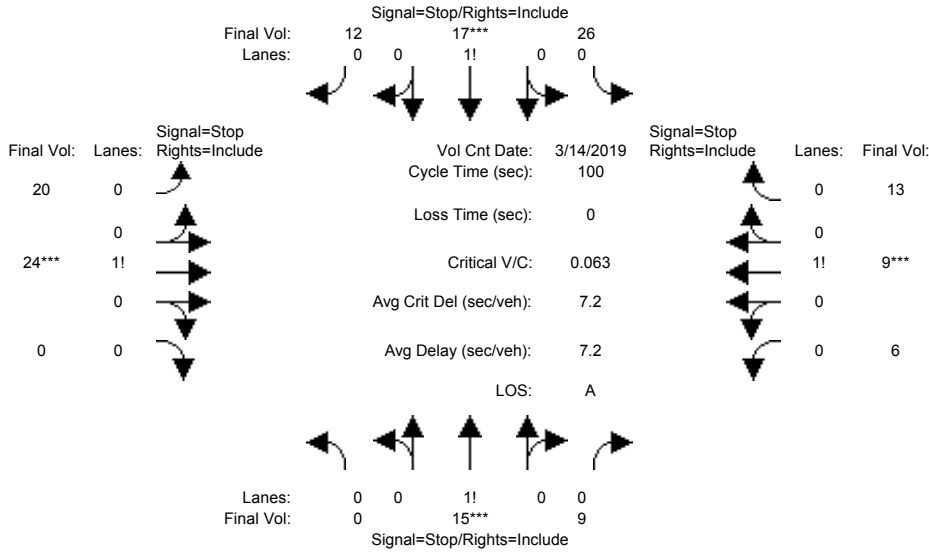 Signal=Stop/Rights=Include
Final Vol: 12 17*** 26
Lanes: 0 0 1! 0 0
Signal=Stop Signal=Stop
Final Vol: Lanes: Rights=Include Vol Cnt Date: 3/14/2019 Rights=Include Lanes: Final Vol:
Cycle Time (sec): 100
20 0 0 13
Loss Time (sec): 0
0 0
24*** 1! Critical V/C: 0.063 1! 9***
0 Avg Crit Del (sec/veh): 7.2 0
0 0 Avg Delay (sec/veh): 7.2 0 6
LOS: A
Lanes: 0 0 1! 0 0
Final Vol: 0 15*** 9
Signal=Stop/Rights=Include